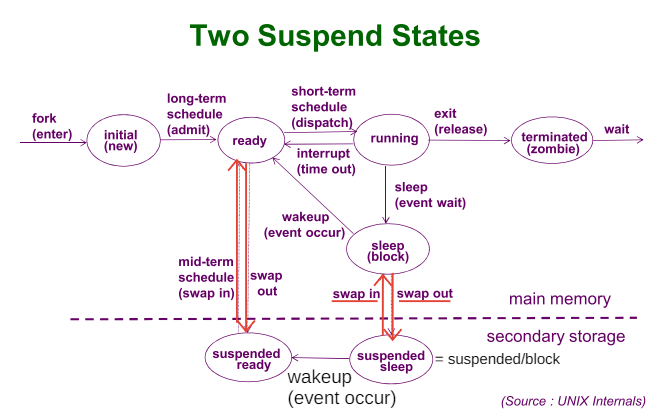 Two Suspend States
fork
(enter)
initial
(new)
long-term
schedule
(admit)
ready
short-term
schedule
(dispatch)
interrupt
(time out)
running
exit
(release)
terminated
(zombie)
wait
sleep
(event wait)
wakeup
(event occur)
sleep
(block)
mid-term
schedule
(swap in)
swap
out
swap in
swap out
main memory
secondary storage
suspended
ready
suspended
sleep
= suspended/block
wakeup
(event occur)
(Source : UNIX Internals)